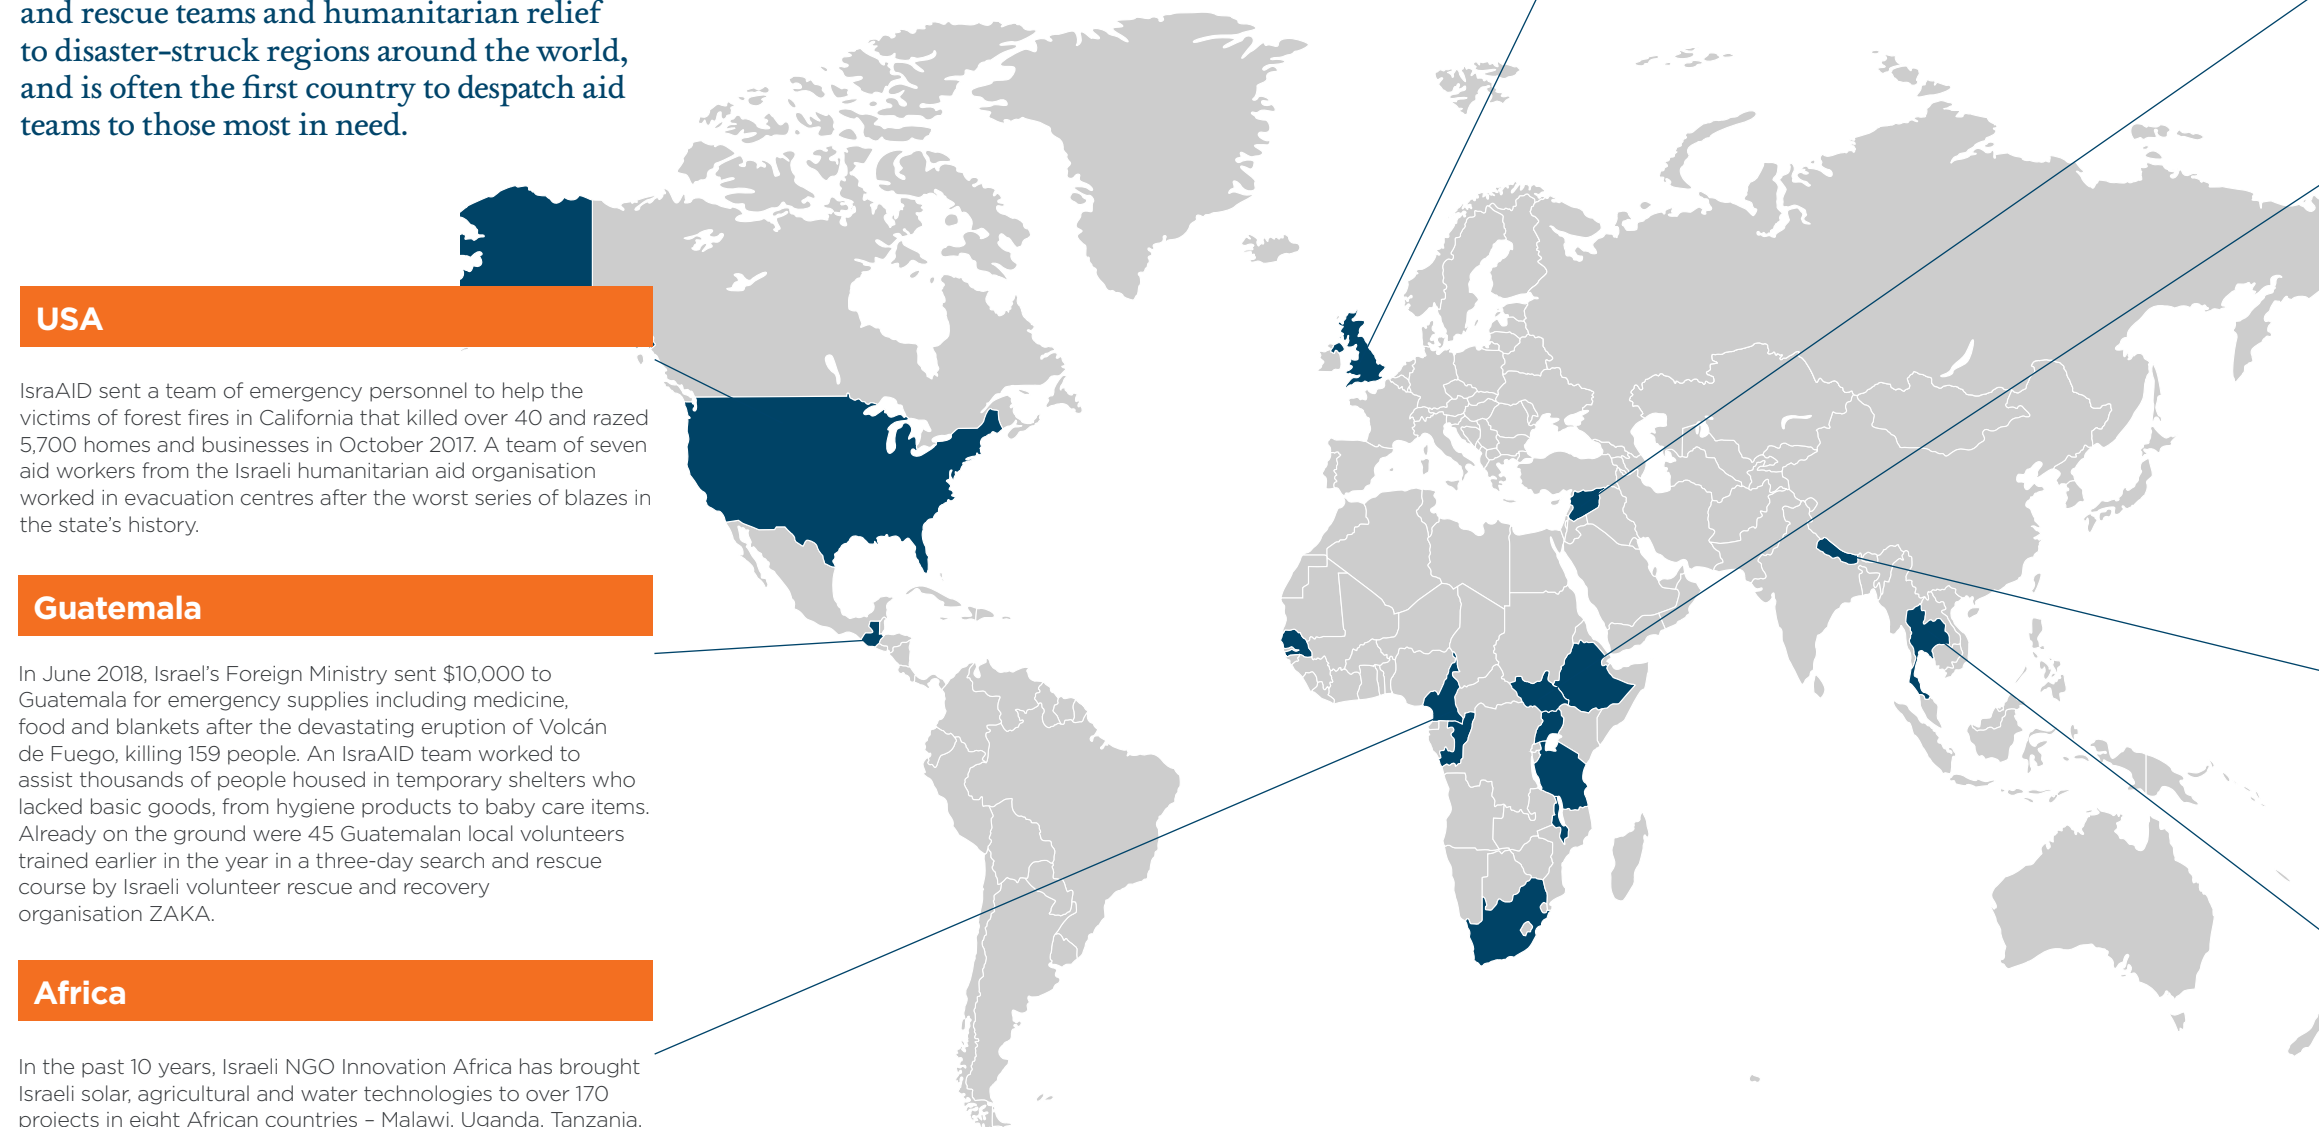 and rescue teams and humanitarian relief
to disaster-struck regions around the world,
and is often the first country to despatch aid
teams to those most in need.
USA
IsraAID sent a team of emergency personnel to help the
victims of forest fires in California that killed over 40 and razed
5,700 homes and businesses in October 2017. A team of seven
aid workers from the Israeli humanitarian aid organisation
worked in evacuation centres after the worst series of blazes in
the state's history.
Guatemala
In June 2018, Israel's Foreign Ministry sent $10,000 to
Guatemala for emergency supplies including medicine,
food and blankets after the devastating eruption of Volcán
de Fuego, killing 159 people. An IsraAID team worked to
assist thousands of people housed in temporary shelters who
lacked basic goods, from hygiene products to baby care items.
Already on the ground were 45 Guatemalan local volunteers
trained earlier in the year in a three-day search and rescue
course by Israeli volunteer rescue and recovery
organisation ZAKA.
Africa
In the past 10 years, Israeli NGO Innovation Africa has brought
Israeli solar, agricultural and water technologies to over 170
projects in eight African countries – Malawi, Uganda, Tanzania,